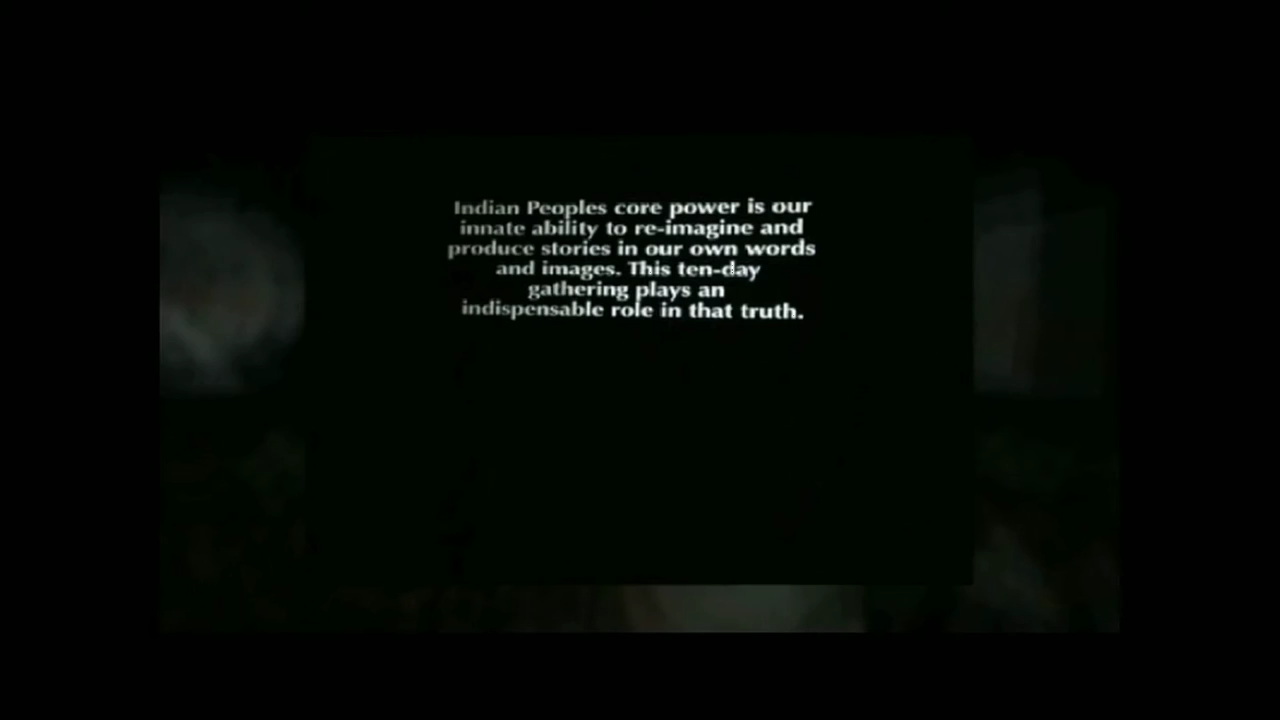 Indian Peoples core power is our
innate ability to re-imagine and
produce stories in our own words
and images. This ten-day
gathering plays an
indispensable role in that truth.